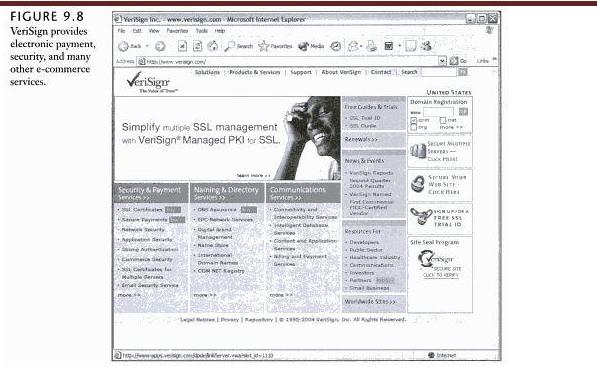 FIGURE 9.8
VeriSign provides
electronic payment,
security, and many
other e-commerce
services.
VeriSign Inc. - www.verisign.com - Microsoft Internet Explorer
File Edit View Favorites Tools Help
Back Search Favorites Media
Address http://www.verisign.com/ Go Links »
Solutions | Products & Services | Support | About VeriSign | Contact | Search
VeriSign
The Value of Trust
UNITED STATES
Simplify multiple SSL management
with VeriSign® Managed PKI for SSL.
learn more >>
Free Guides & Trials
• SSL Trial ID
• SSL Guide
Renewals >>
News & Events
• VeriSign Reports
Second Quarter
2004 Results
• VeriSign Named
First Commercial
Vendor
Domain Registration
www.
.com .net
.org more >>
SECURE MULTIPLE
SERVERS —
CLICK HERE!
SECURE YOUR
WEB SITE -
CLICK HERE
SIGN UP FOR A
FREE SSL
TRIAL ID
Security & Payment
Services >>
• SSL Certificates
• Secure Payments
• Network Security
• Application Security
• Strong Authentication
• Commerce Security
• SSL Certificates for
Multiple Servers
• Email Security Service
more >>
Naming & Directory
Services >>
• DNS Assurance
• EPC Network Services
• Digital Brand
Management
• Name Store
• International
Domain Names
• COM NET Registry
more >>
Communications
Services >>
• Connectivity and
Interoperability Services
• Intelligent Database
Services
• Content and Application
Services
• Billing and Payment
Services
more >>
Resources For
• Developers
• Public Sector
• Healthcare Industry
• Communications
• Investors
• Partners
• Small Business
Worldwide Sites >>
Site Seal Program
VeriSign
SECURE SITE
CLICK TO VERIFY
Legal Notices | Privacy | Repository | © 1995-2004 VeriSign, Inc. All Rights Reserved.
Internet